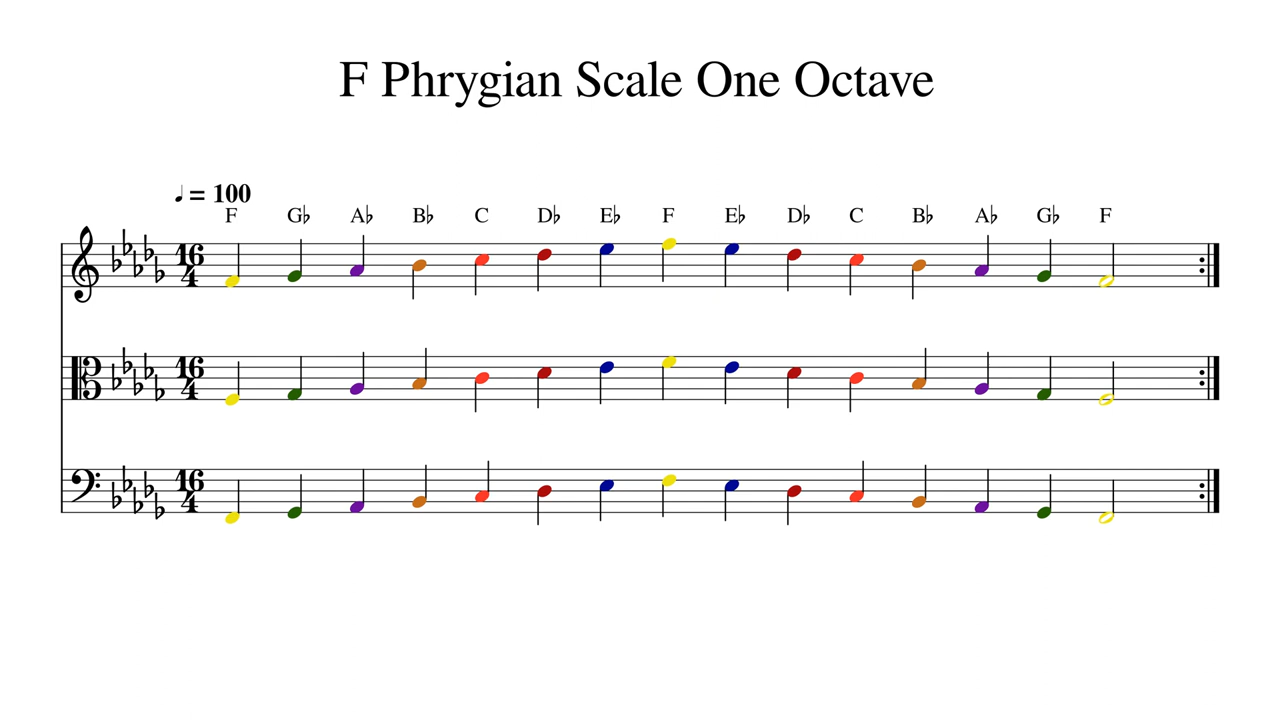 F Phrygian Scale One Octave
♩ = 100
F G♭ A♭ B♭ C D♭ E♭ F E♭ D♭ C B♭ A♭ G♭ F
16
4
16
4
16
4